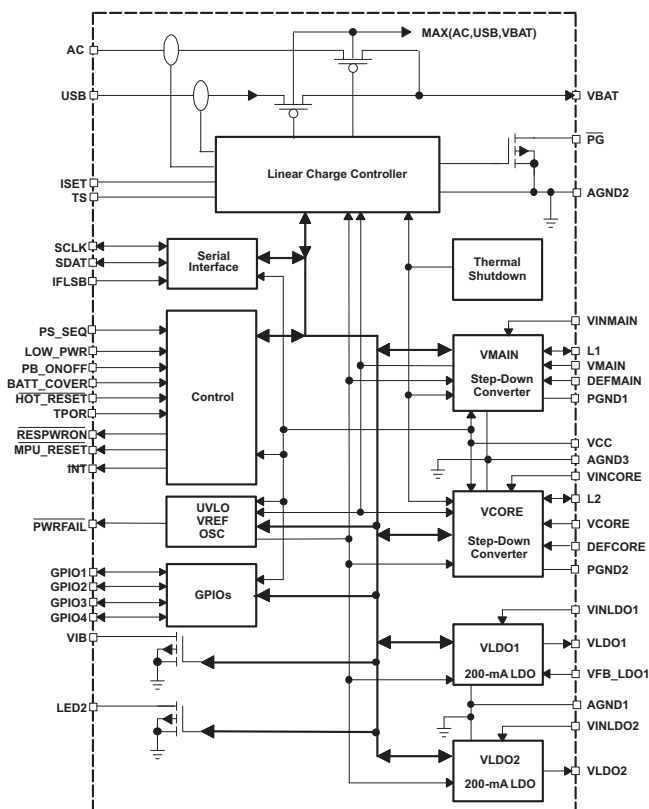 AC
MAX(AC,USB,VBAT)
USB
VBAT
PG
Linear Charge Controller
ISET
TS
AGND2
SCLK
SDAT
IFLSB
Serial
Interface
Thermal
Shutdown
PS_SEQ
LOW_PWR
PB_ONOFF
BATT_COVER
HOT_RESET
TPOR
RESPWRON
MPU_RESET
INT
Control
VINMAIN
VMAIN
Step-Down
Converter
L1
VMAIN
DEFMAIN
PGND1
VCC
AGND3
VINCORE
PWRFAIL
UVLO
VREF
OSC
VCORE
Step-Down
Converter
L2
VCORE
DEFCORE
PGND2
GPIO1
GPIO2
GPIO3
GPIO4
GPIOs
VIB
VINLDO1
VLDO1
200-mA LDO
VLDO1
VFB_LDO1
AGND1
LED2
VINLDO2
VLDO2
200-mA LDO
VLDO2